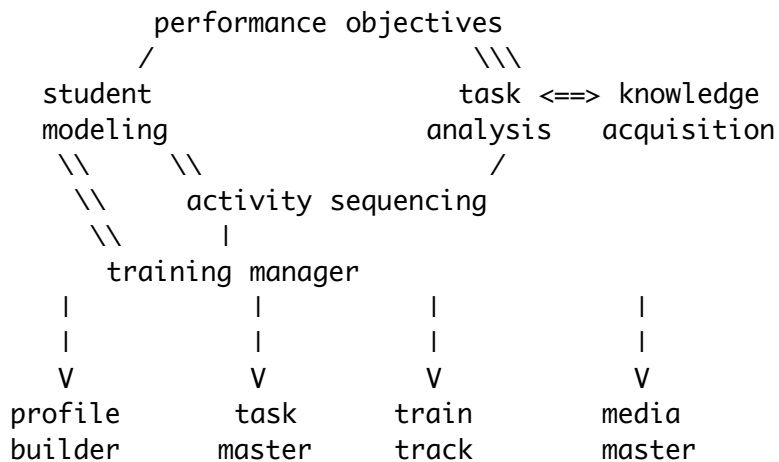 performance objectives
/ \\\
student task <==> knowledge
modeling analysis acquisition
\\ \\ /
\\ activity sequencing
\\ |
training manager
| | | |
| | | |
V V V V
profile task train media
builder master track master